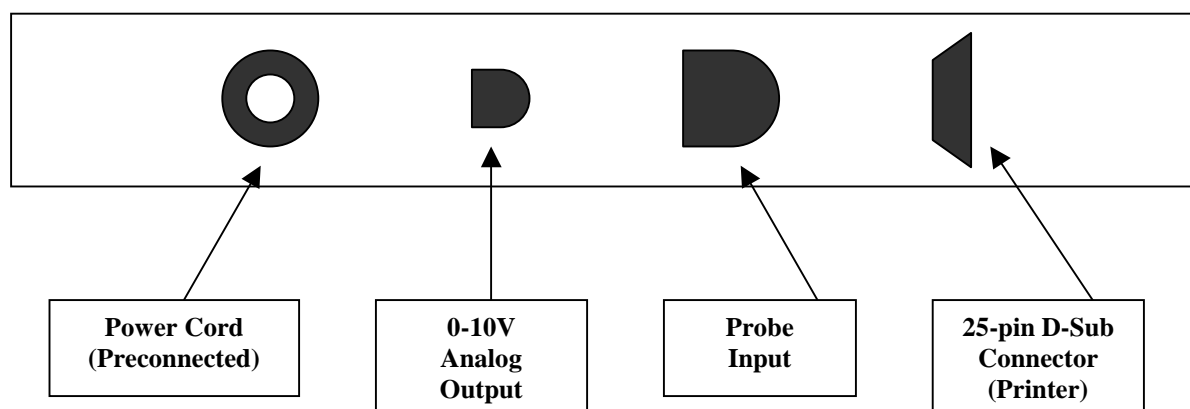 Power Cord
(Preconnected)
0-10V
Analog
Output
Probe
Input
25-pin D-Sub
Connector
(Printer)